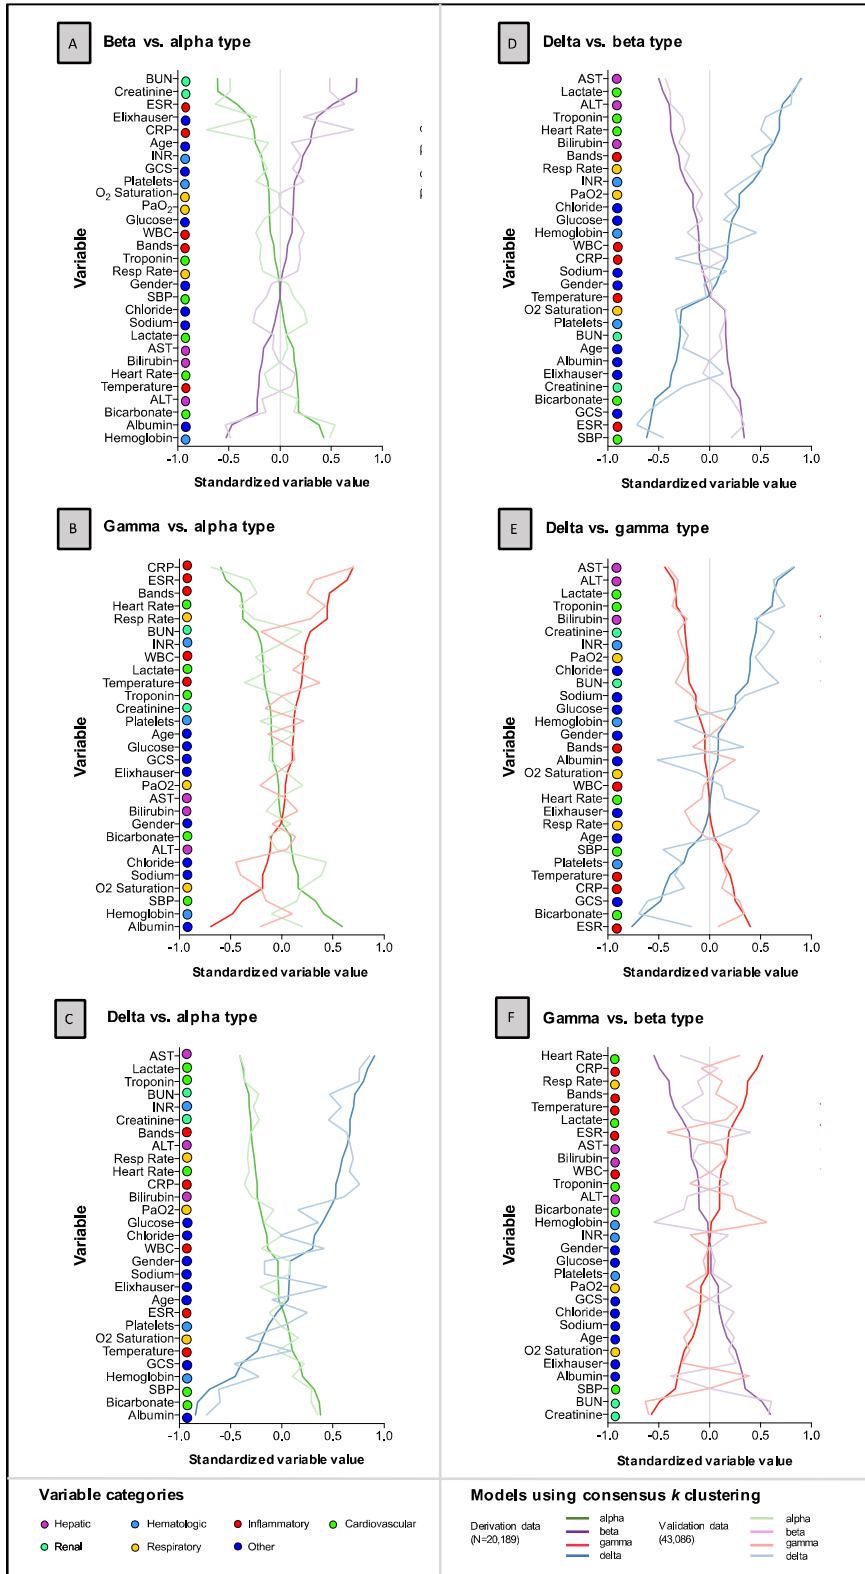 A
Beta vs. alpha type
BUN
Creatinine
ESR
Elixhauser
CRP
Age
INR
GCS
Platelets
O2 Saturation
PaO2
Glucose
WBC
Bands
Troponin
Resp Rate
Gender
SBP
Chloride
Sodium
Lactate
AST
Bilirubin
Heart Rate
Temperature
ALT
Bicarbonate
Albumin
Hemoglobin
Variable
-1.0 -0.5 0.0 0.5 1.0
Standardized variable value
B
Gamma vs. alpha type
CRP
ESR
Bands
Heart Rate
Resp Rate
BUN
INR
WBC
Lactate
Temperature
Troponin
Creatinine
Platelets
Age
Glucose
GCS
Elixhauser
PaO2
AST
Bilirubin
Gender
Bicarbonate
ALT
Chloride
Sodium
O2 Saturation
SBP
Hemoglobin
Albumin
Variable
-1.0 -0.5 0.0 0.5 1.0
Standardized variable value
C
Delta vs. alpha type
AST
Lactate
Troponin
BUN
INR
Creatinine
Bands
ALT
Resp Rate
Heart Rate
CRP
Bilirubin
PaO2
Glucose
Chloride
WBC
Gender
Sodium
Elixhauser
Age
ESR
Platelets
O2 Saturation
Temperature
GCS
Hemoglobin
SBP
Bicarbonate
Albumin
Variable
-1.0 -0.5 0.0 0.5 1.0
Standardized variable value
D
Delta vs. beta type
AST
Lactate
ALT
Troponin
Heart Rate
Bilirubin
Bands
Resp Rate
INR
PaO2
Chloride
Glucose
Hemoglobin
WBC
CRP
Sodium
Gender
Temperature
O2 Saturation
Platelets
BUN
Age
Albumin
Elixhauser
Creatinine
Bicarbonate
GCS
ESR
SBP
Variable
-1.0 -0.5 0.0 0.5 1.0
Standardized variable value
E
Delta vs. gamma type
AST
ALT
Lactate
Troponin
Bilirubin
Creatinine
INR
PaO2
Chloride
BUN
Sodium
Glucose
Hemoglobin
Gender
Bands
Albumin
O2 Saturation
WBC
Heart Rate
Elixhauser
Resp Rate
Age
SBP
Platelets
Temperature
CRP
GCS
Bicarbonate
ESR
Variable
-1.0 -0.5 0.0 0.5 1.0
Standardized variable value
F
Gamma vs. beta type
Heart Rate
CRP
Resp Rate
Bands
Temperature
Lactate
ESR
AST
Bilirubin
WBC
Troponin
ALT
Bicarbonate
Hemoglobin
INR
Gender
Glucose
Platelets
PaO2
GCS
Chloride
Sodium
Age
O2 Saturation
Elixhauser
Albumin
SBP
BUN
Creatinine
Variable
-1.0 -0.5 0.0 0.5 1.0
Standardized variable value
Variable categories
Hepatic Hematologic Inflammatory Cardiovascular
Renal Respiratory Other
Models using consensus k clustering
Derivation data
(N=20,189)
alpha
beta
gamma
delta
Validation data
(43,086)
alpha
beta
gamma
delta